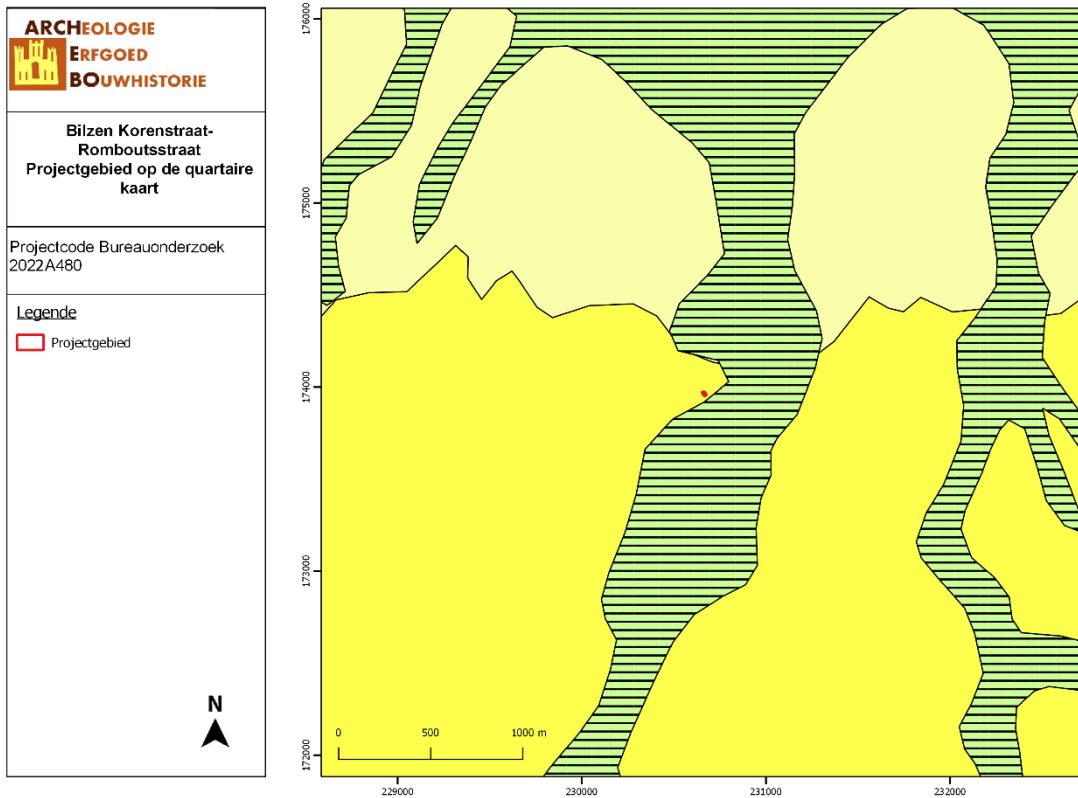 ARCHEOLOGIE
ERFGOED
BOUWHISTORIE
Bilzen Korenstraat-
Romboutsstraat
Projectgebied op de quartaire
kaart
Projectcode Bureauonderzoek
2022A480
Legende
Projectgebied
N
176000
175000
174000
173000
172000
0 500 1000 m
229000 230000 231000 232000